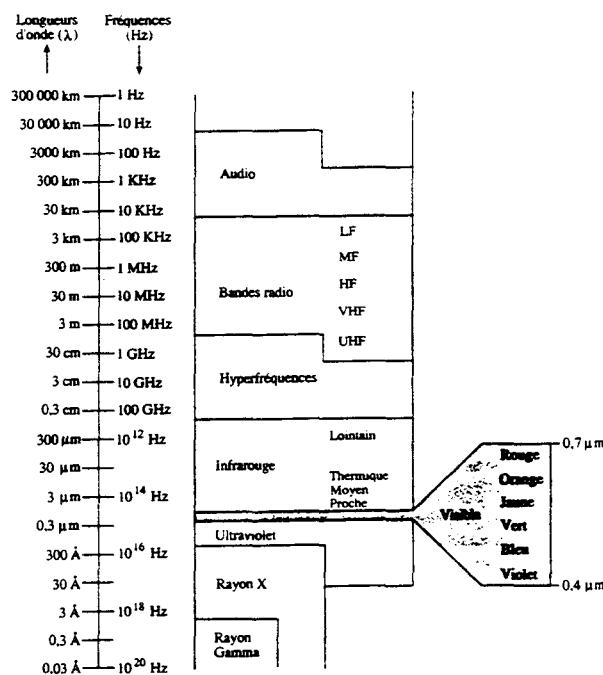 Longueurs
d'onde (λ)
Fréquences
(Hz)
300 000 km
1 Hz
30 000 km
10 Hz
3000 km
100 Hz
300 km
1 KHz
30 km
10 KHz
3 km
100 KHz
300 m
1 MHz
30 m
10 MHz
3 m
100 MHz
30 cm
1 GHz
3 cm
10 GHz
0,3 cm
100 GHz
300 μm
10¹² Hz
30 μm
3 μm
10¹⁴ Hz
0,3 μm
300 Å
10¹⁶ Hz
30 Å
3 Å
10¹⁸ Hz
0,3 Å
0,03 Å
10²⁰ Hz
Audio
Bandes radio
LF
MF
HF
VHF
UHF
Hyperfréquences
Infrarouge
Lointain
Thermique
Moyen
Proche
Ultraviolet
Rayon X
Rayon
Gamma
Visible
0,7 μm
Rouge
Orange
Jaune
Vert
Bleu
Violet
0,4 μm